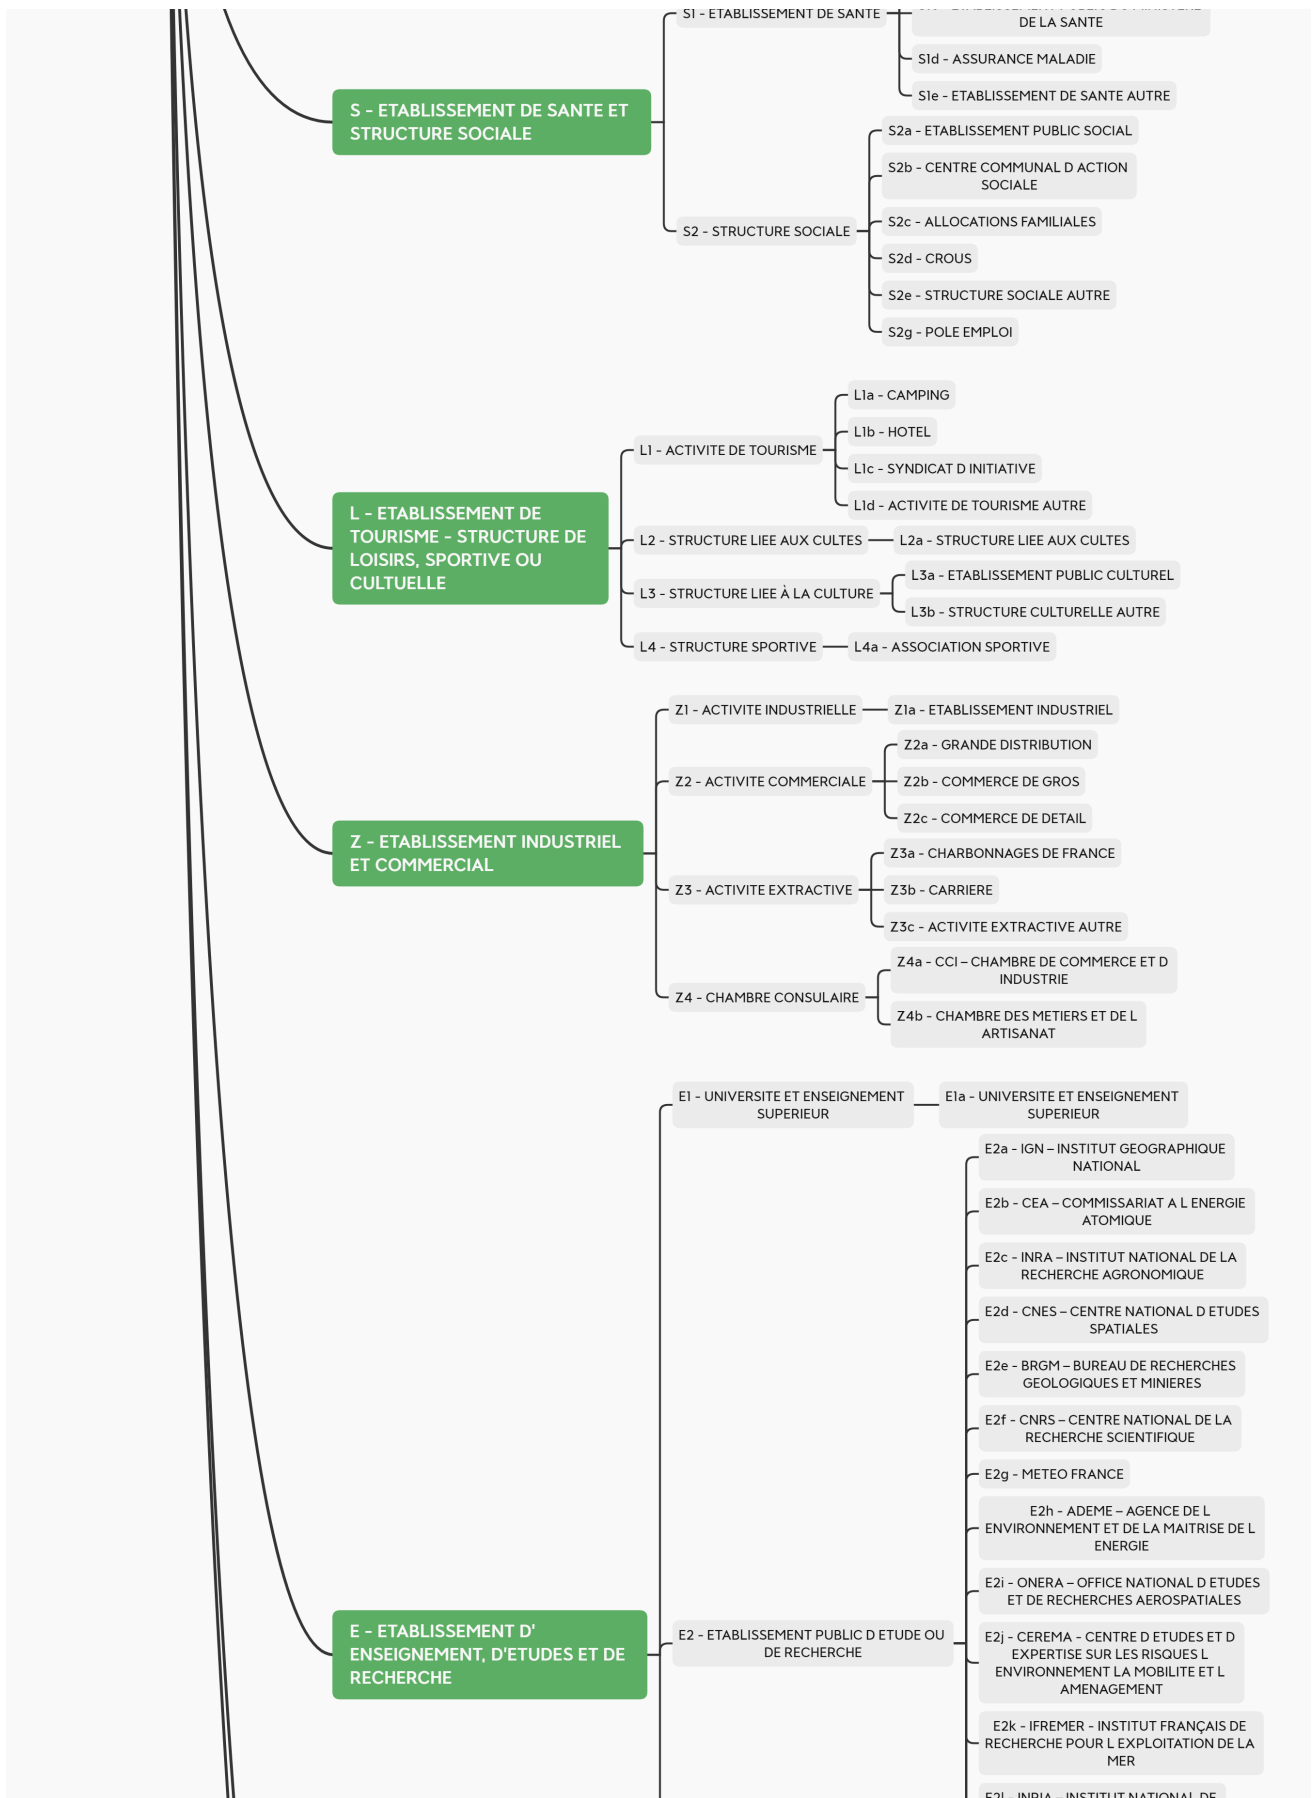 S1 - ETABLISSEMENT DE SANTE
DE LA SANTE
S1d - ASSURANCE MALADIE
S1e - ETABLISSEMENT DE SANTE AUTRE
S - ETABLISSEMENT DE SANTE ET
STRUCTURE SOCIALE
S2 - STRUCTURE SOCIALE
S2a - ETABLISSEMENT PUBLIC SOCIAL
S2b - CENTRE COMMUNAL D ACTION
SOCIALE
S2c - ALLOCATIONS FAMILIALES
S2d - CROUS
S2e - STRUCTURE SOCIALE AUTRE
S2g - POLE EMPLOI
L - ETABLISSEMENT DE
TOURISME - STRUCTURE DE
LOISIRS, SPORTIVE OU
CULTUELLE
L1 - ACTIVITE DE TOURISME
L1a - CAMPING
L1b - HOTEL
L1c - SYNDICAT D INITIATIVE
L1d - ACTIVITE DE TOURISME AUTRE
L2 - STRUCTURE LIEE AUX CULTES
L2a - STRUCTURE LIEE AUX CULTES
L3 - STRUCTURE LIEE À LA CULTURE
L3a - ETABLISSEMENT PUBLIC CULTUREL
L3b - STRUCTURE CULTURELLE AUTRE
L4 - STRUCTURE SPORTIVE
L4a - ASSOCIATION SPORTIVE
Z - ETABLISSEMENT INDUSTRIEL
ET COMMERCIAL
Z1 - ACTIVITE INDUSTRIELLE
Z1a - ETABLISSEMENT INDUSTRIEL
Z2 - ACTIVITE COMMERCIALE
Z2a - GRANDE DISTRIBUTION
Z2b - COMMERCE DE GROS
Z2c - COMMERCE DE DETAIL
Z3 - ACTIVITE EXTRACTIVE
Z3a - CHARBONNAGES DE FRANCE
Z3b - CARRIERE
Z3c - ACTIVITE EXTRACTIVE AUTRE
Z4 - CHAMBRE CONSULAIRE
Z4a - CCI – CHAMBRE DE COMMERCE ET D
INDUSTRIE
Z4b - CHAMBRE DES METIERS ET DE L
ARTISANAT
E - ETABLISSEMENT D'
ENSEIGNEMENT, D'ETUDES ET DE
RECHERCHE
E1 - UNIVERSITE ET ENSEIGNEMENT
SUPERIEUR
E1a - UNIVERSITE ET ENSEIGNEMENT
SUPERIEUR
E2 - ETABLISSEMENT PUBLIC D ETUDE OU
DE RECHERCHE
E2a - IGN – INSTITUT GEOGRAPHIQUE
NATIONAL
E2b - CEA – COMMISSARIAT A L ENERGIE
ATOMIQUE
E2c - INRA – INSTITUT NATIONAL DE LA
RECHERCHE AGRONOMIQUE
E2d - CNES – CENTRE NATIONAL D ETUDES
SPATIALES
E2e - BRGM – BUREAU DE RECHERCHES
GEOLOGIQUES ET MINIERES
E2f - CNRS – CENTRE NATIONAL DE LA
RECHERCHE SCIENTIFIQUE
E2g - METEO FRANCE
E2h - ADEME – AGENCE DE L
ENVIRONNEMENT ET DE LA MAITRISE DE L
ENERGIE
E2i - ONERA – OFFICE NATIONAL D ETUDES
ET DE RECHERCHES AEROSPATIALES
E2j - CEREMA - CENTRE D ETUDES ET D
EXPERTISE SUR LES RISQUES L
ENVIRONNEMENT LA MOBILITE ET L
AMENAGEMENT
E2k - IFREMER - INSTITUT FRANÇAIS DE
RECHERCHE POUR L EXPLOITATION DE LA
MER
E2l - INRIA – INSTITUT NATIONAL DE